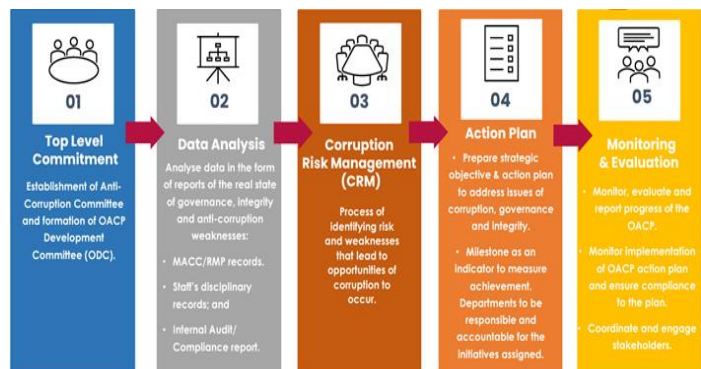 01
Top Level
Commitment
Establishment of Anti-
Corruption Committee
and formation of OACP
Development
Committee (ODC).
02
Data Analysis
Analyse data in the form
of reports of the real state
of governance, integrity
and anti-corruption
weaknesses:
• MACC/RMP records.
• Staff's disciplinary
records; and
• Internal Audit/
Compliance report.
03
Corruption
Risk Management
(CRM)
Process of
identifying risk
and weaknesses
that lead to
opportunities of
corruption to
occur.
04
Action Plan
• Prepare strategic
objective & action plan
to address issues of
corruption, governance
and integrity.
• Milestone as an
indicator to measure
achievement.
Departments to be
responsible and
accountable for the
initiatives assigned.
05
Monitoring
& Evaluation
• Monitor, evaluate and
report progress of the
OACP.
• Monitor implementation
of OACP action plan
and ensure compliance
to the plan.
• Coordinate and engage
stakeholders.